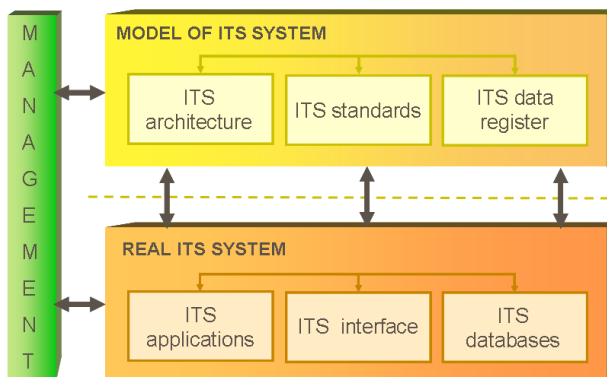 MANAGEMENT
MODEL OF ITS SYSTEM
ITS
architecture
ITS standards
ITS data
register
REAL ITS SYSTEM
ITS
applications
ITS interface
ITS
databases